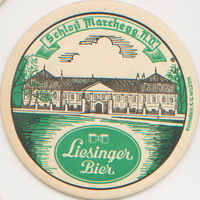 Schloß Marchegg N.Ö.
Liesinger
Bier